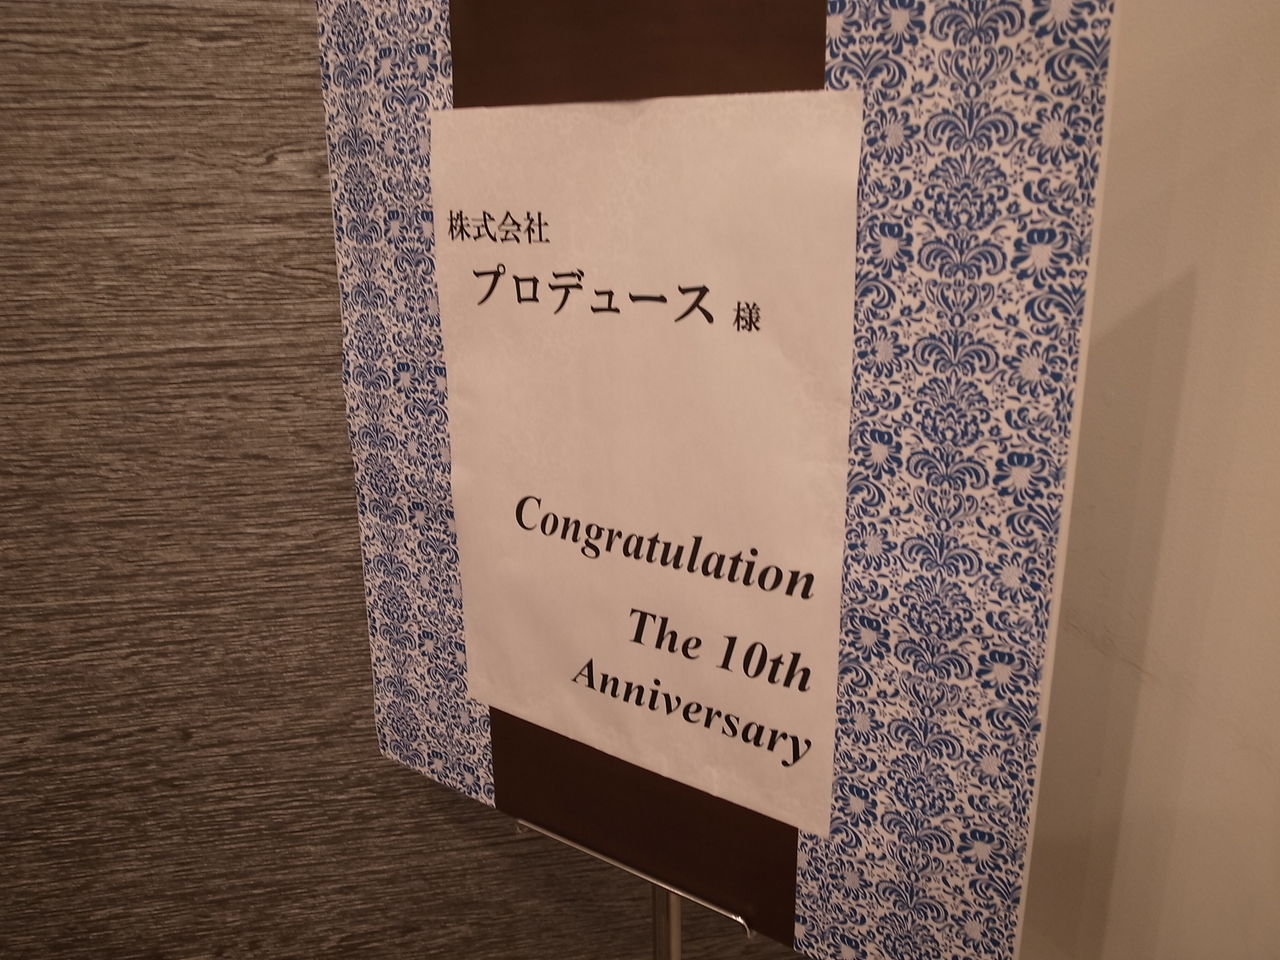 株式会社
プロデュース 様
Congratulation
The 10th
Anniversary